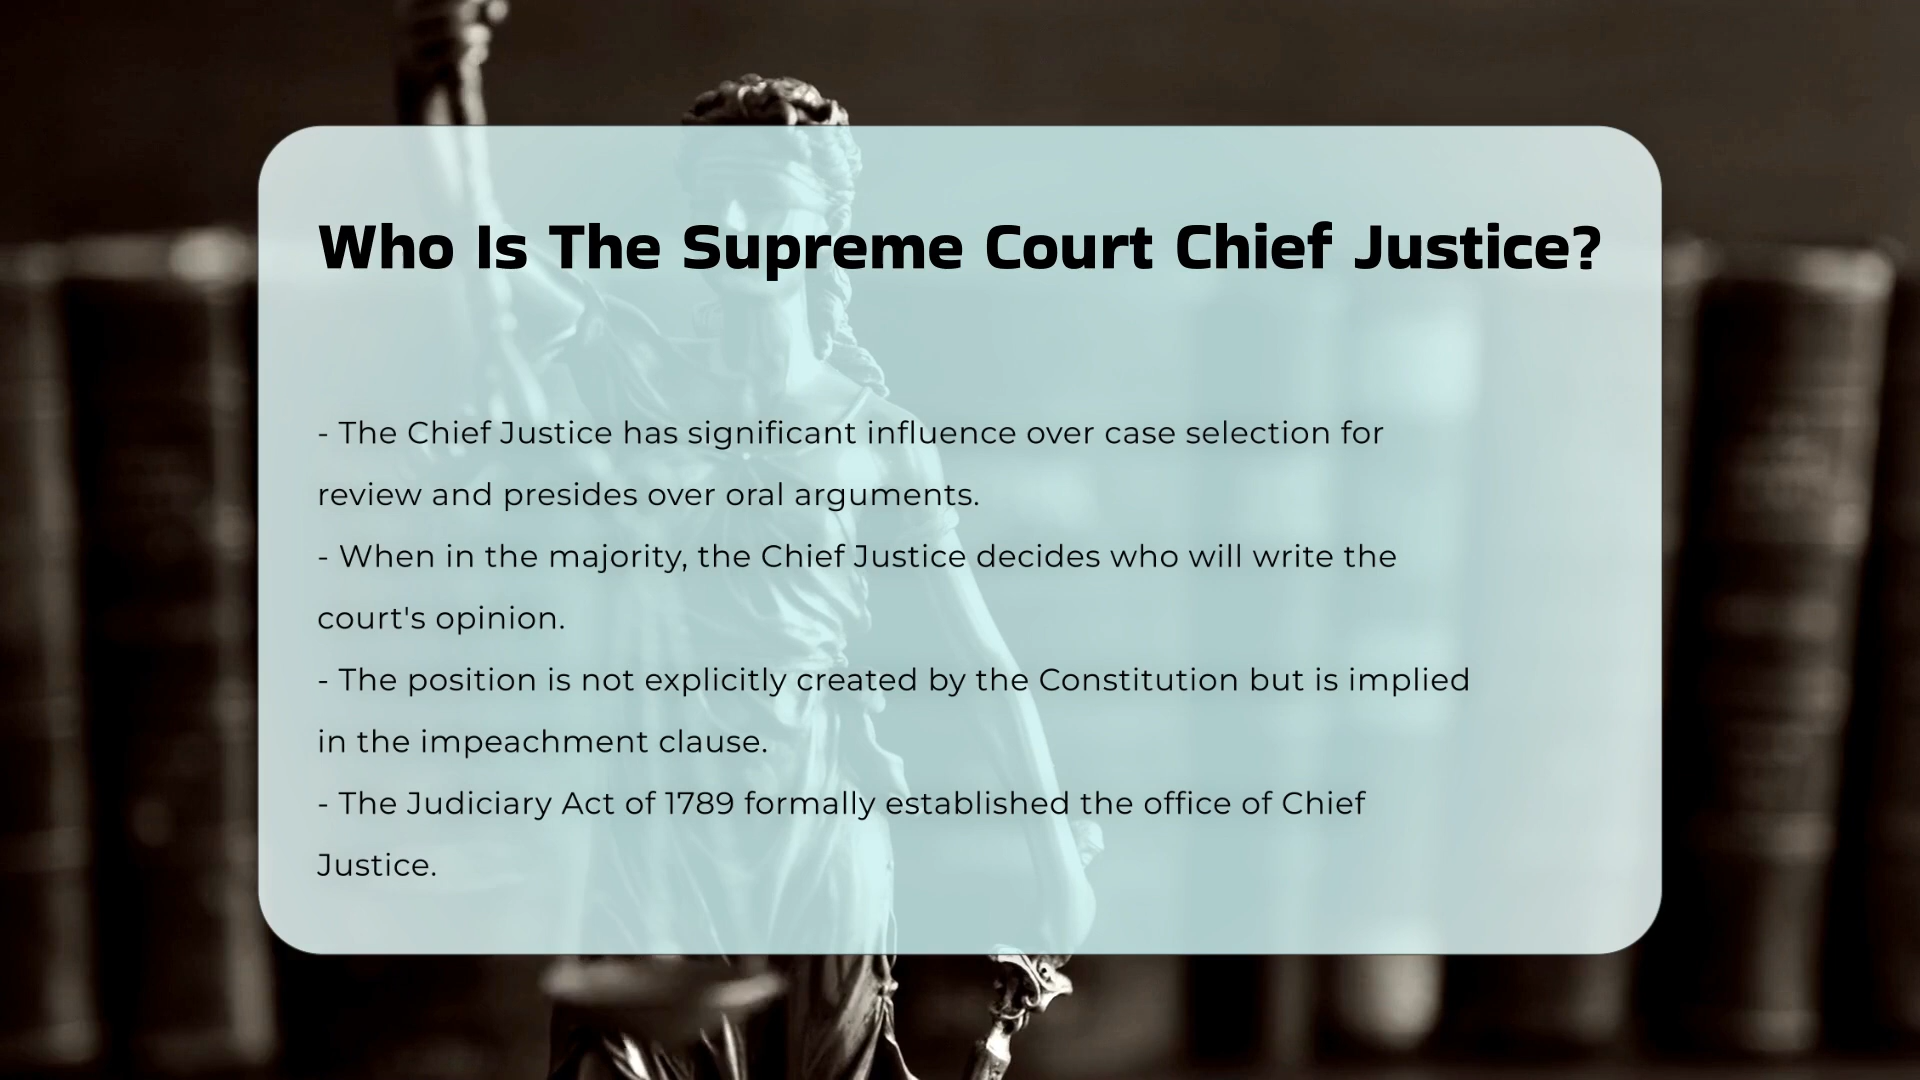 Who Is The Supreme Court Chief Justice?
- The Chief Justice has significant influence over case selection for
review and presides over oral arguments.
- When in the majority, the Chief Justice decides who will write the
court's opinion.
- The position is not explicitly created by the Constitution but is implied
in the impeachment clause.
- The Judiciary Act of 1789 formally established the office of Chief
Justice.